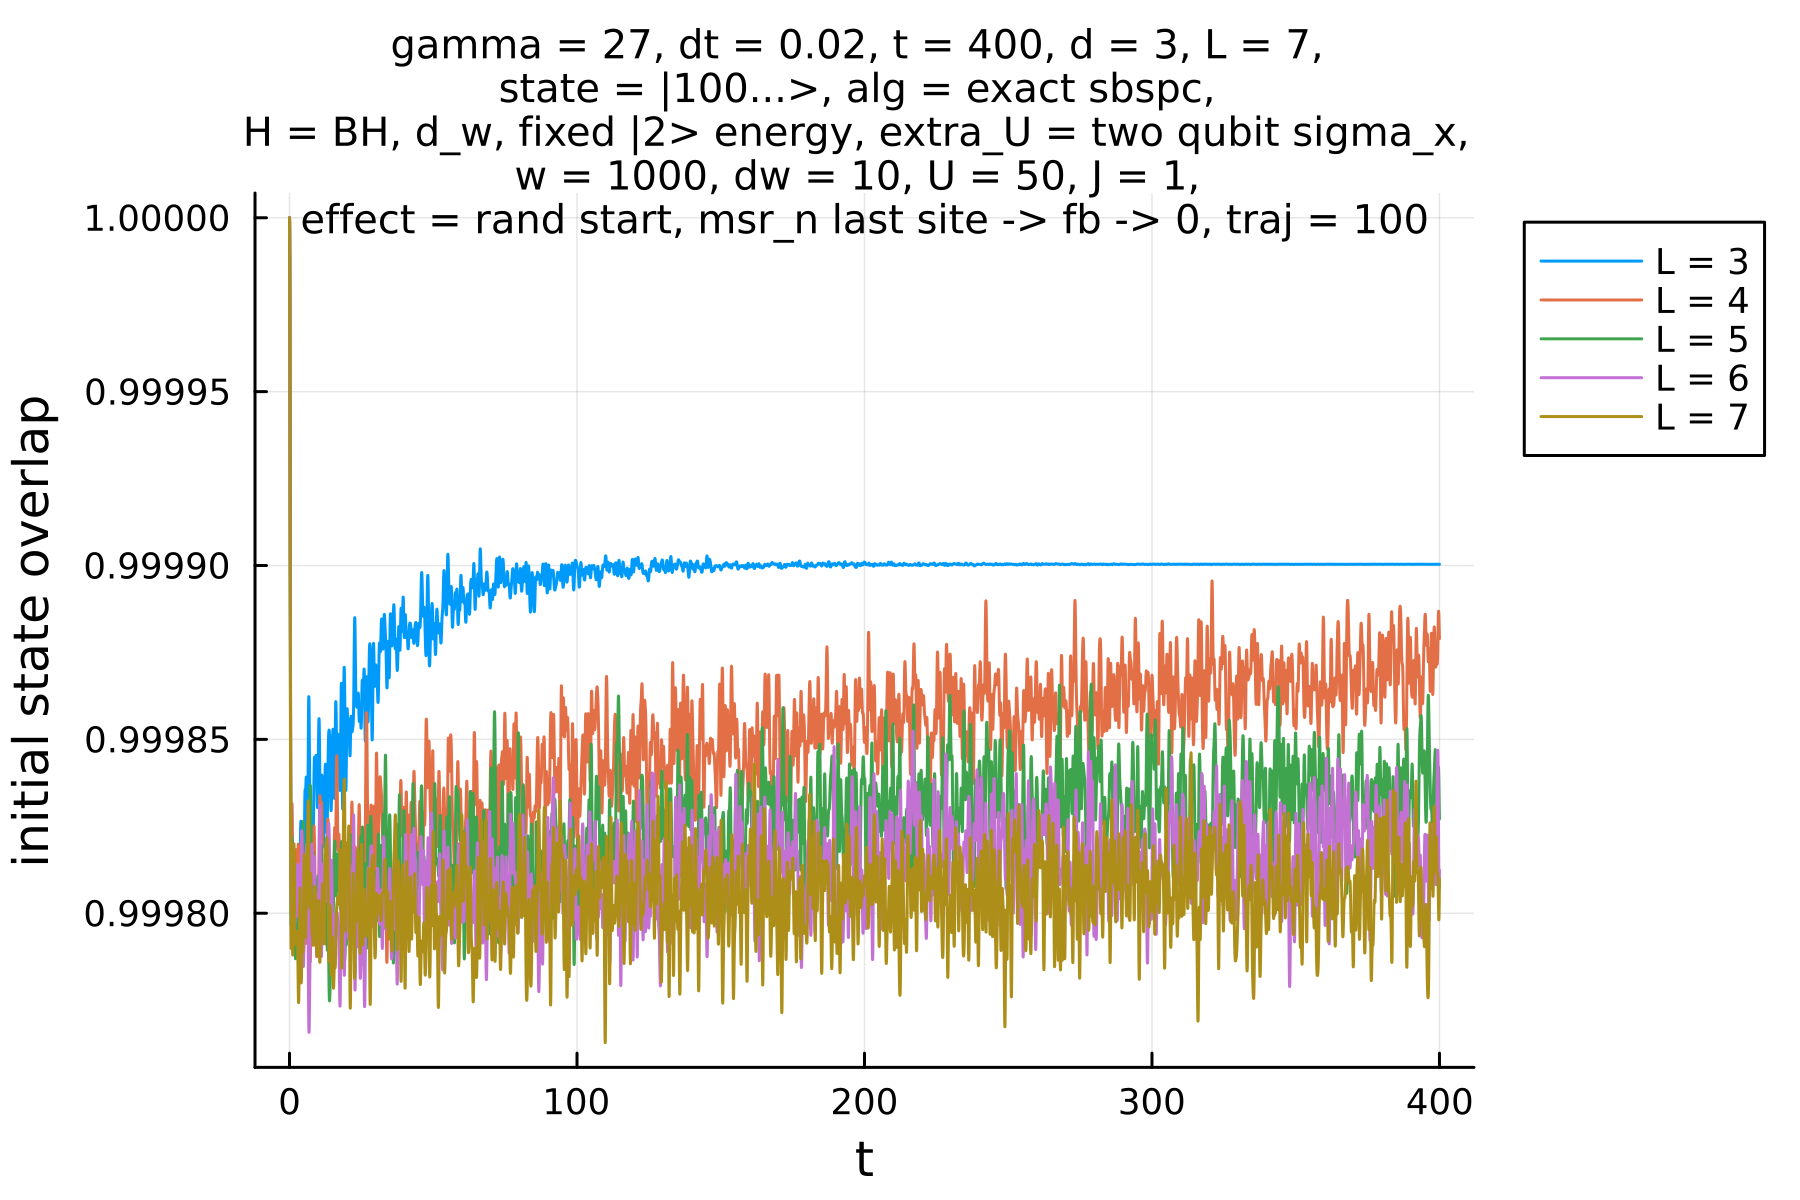 gamma = 27, dt = 0.02, t = 400, d = 3, L = 7,
state = |100...>, alg = exact sbspc,
H = BH, d_w, fixed |2> energy, extra_U = two qubit sigma_x,
w = 1000, dw = 10, U = 50, J = 1,
effect = rand start, msr_n last site -> fb -> 0, traj = 100
1.00000
0.99995
0.99990
0.99985
0.99980
initial state overlap
0
100
200
300
400
t
L = 3
L = 4
L = 5
L = 6
L = 7